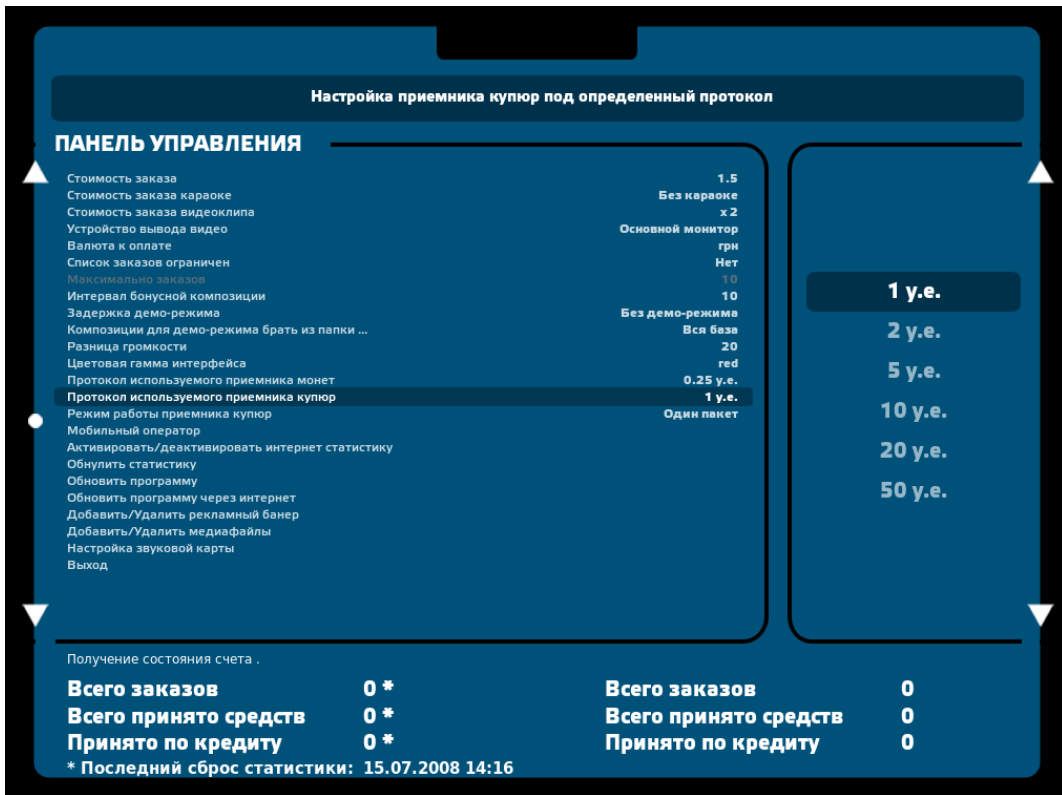 Настройка приемника купюр под определенный протокол
ПАНЕЛЬ УПРАВЛЕНИЯ
Стоимость заказа 1.5
Стоимость заказа караоке Без караоке
Стоимость заказа видеоклипа x 2
Устройство вывода видео Основной монитор
Валюта к оплате грн
Список заказов ограничен Нет
Максимально заказов 10
Интервал бонусной композиции 10
Задержка демо-режима Без демо-режима
Композиции для демо-режима брать из папки ... Вся база
Разница громкости 20
Цветовая гамма интерфейса red
Протокол используемого приемника монет 0.25 у.е.
Протокол используемого приемника купюр 1 у.е.
Режим работы приемника купюр Один пакет
Мобильный оператор
Активировать/деактивировать интернет статистику
Обнулить статистику
Обновить программу
Обновить программу через интернет
Добавить/Удалить рекламный банер
Добавить/Удалить медиафайлы
Настройка звуковой карты
Выход
1 у.е.
2 у.е.
5 у.е.
10 у.е.
20 у.е.
50 у.е.
Получение состояния счета .
Всего заказов 0 * Всего заказов 0
Всего принято средств 0 * Всего принято средств 0
Принято по кредиту 0 * Принято по кредиту 0
* Последний сброс статистики: 15.07.2008 14:16